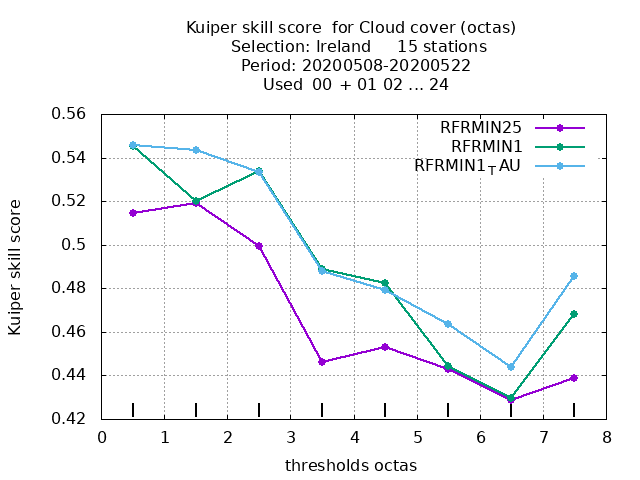 Kuiper skill score  for Cloud cover (octas)
Selection: Ireland     15 stations
Period: 20200508-20200522
Used  00 + 01 02 ... 24
RFRMIN25
RFRMIN1
RFRMIN1TAU
Kuiper skill score
0.56
0.54
0.52
0.5
0.48
0.46
0.44
0.42
0 1 2 3 4 5 6 7 8
thresholds octas